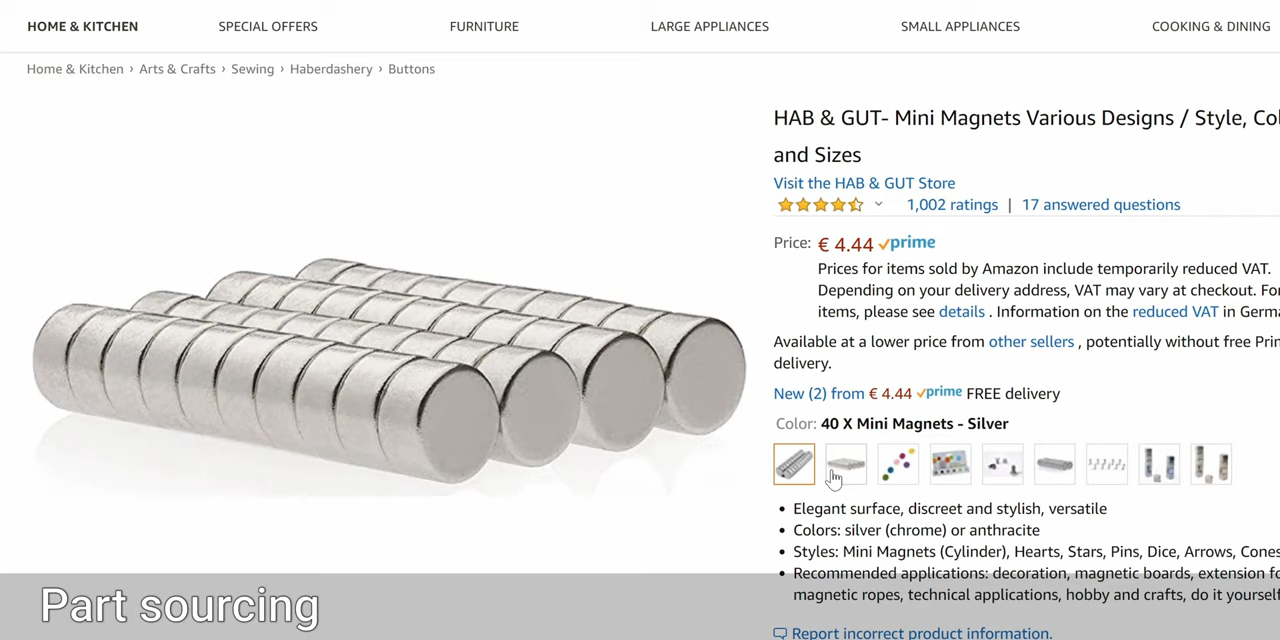 HOME & KITCHEN SPECIAL OFFERS FURNITURE LARGE APPLIANCES SMALL APPLIANCES COOKING & DINING
Home & Kitchen › Arts & Crafts › Sewing › Haberdashery › Buttons
HAB & GUT- Mini Magnets Various Designs / Style, Col
and Sizes
Visit the HAB & GUT Store
1,002 ratings | 17 answered questions
Price: € 4.44 prime
Prices for items sold by Amazon include temporarily reduced VAT.
Depending on your delivery address, VAT may vary at checkout. For
items, please see details . Information on the reduced VAT in Germa
Available at a lower price from other sellers , potentially without free Prim
delivery.
New (2) from € 4.44 prime FREE delivery
Color: 40 X Mini Magnets - Silver
• Elegant surface, discreet and stylish, versatile
• Colors: silver (chrome) or anthracite
• Styles: Mini Magnets (Cylinder), Hearts, Stars, Pins, Dice, Arrows, Cones
• Recommended applications: decoration, magnetic boards, extension fo
magnetic ropes, technical applications, hobby and crafts, do it yourself
Report incorrect product information.
Part sourcing